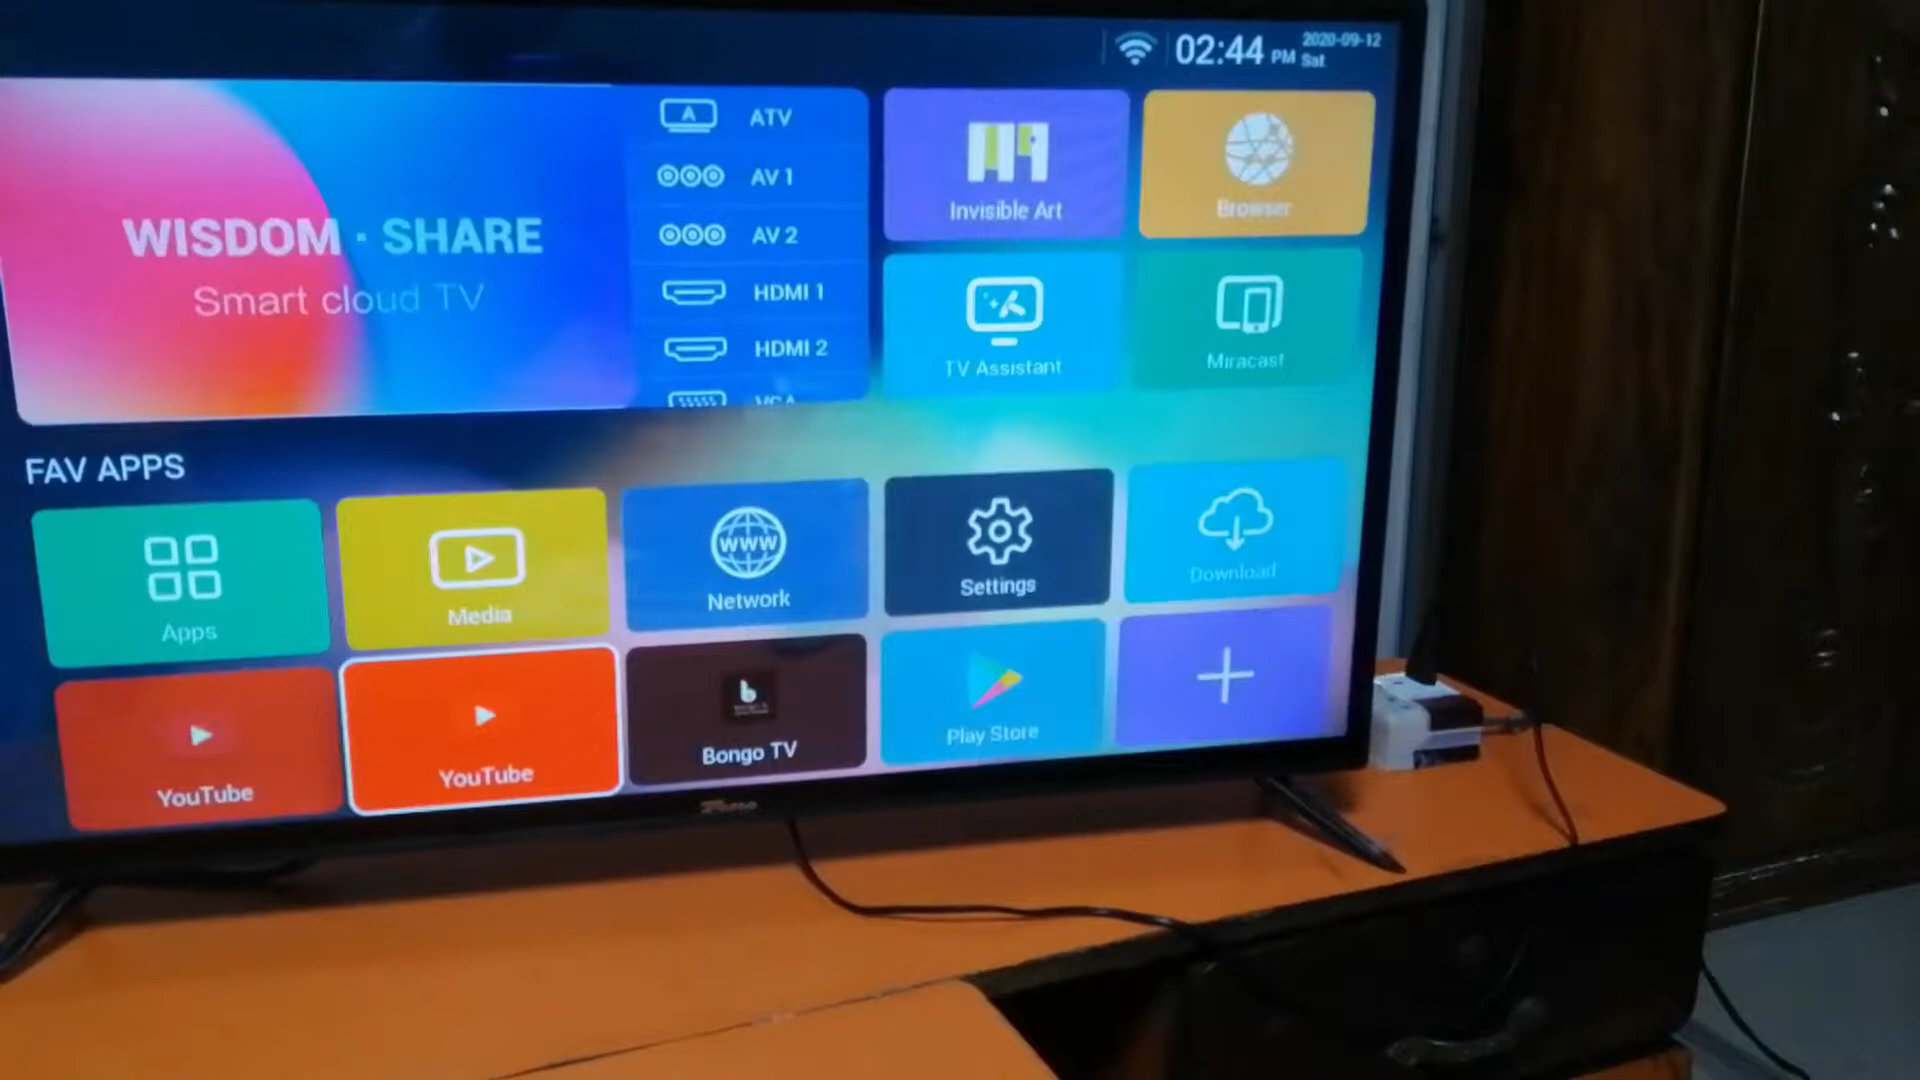 02:44 PM
2020-09-12
Sat
WISDOM · SHARE
Smart cloud TV
A
ATV
AV 1
AV 2
HDMI 1
HDMI 2
VGA
Invisible Art
Browser
TV Assistant
Miracast
FAV APPS
Apps
Media
WWW
Network
Settings
Download
YouTube
YouTube
b
Bongo TV
Play Store